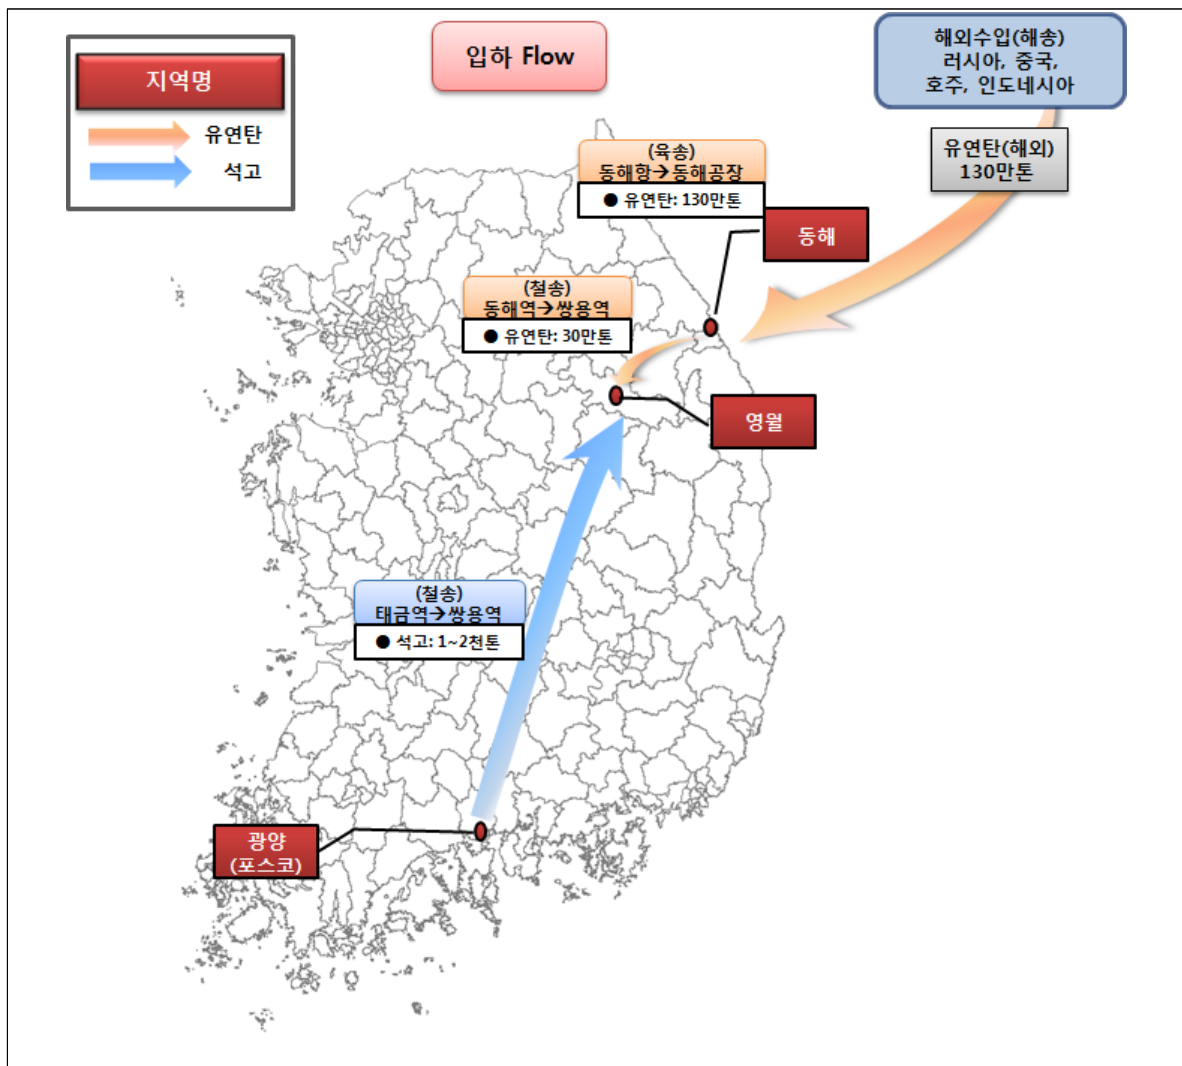 입하 Flow
해외수입(해송)
러시아, 중국,
호주, 인도네시아
지역명
유연탄
석고
유연탄(해외)
130만톤
(육송)
동해항→동해공장
● 유연탄: 130만톤
동해
(철송)
동해역→쌍용역
● 유연탄: 30만톤
영월
(철송)
태금역→쌍용역
● 석고: 1~2천톤
광양
(포스코)